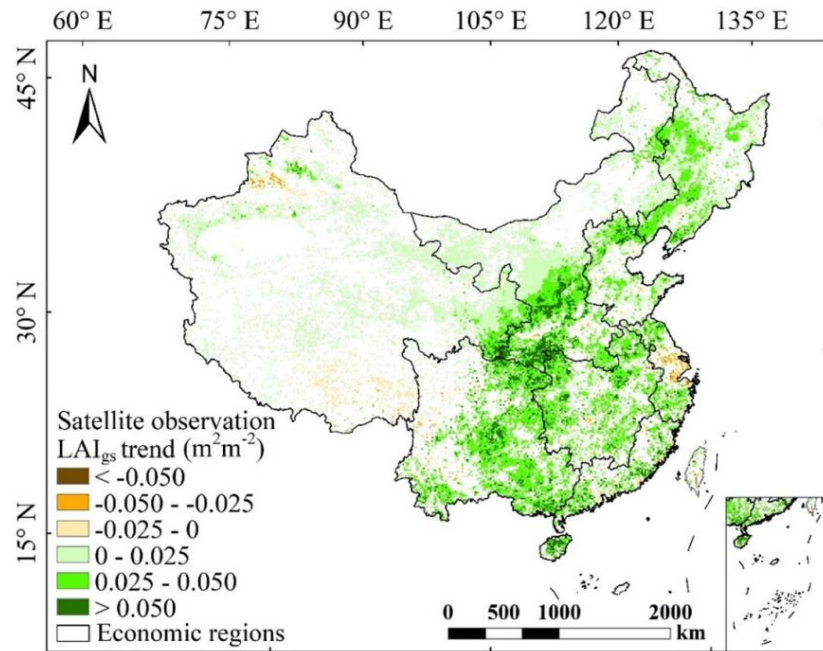 60° E 75° E 90° E 105° E 120° E 135° E
45° N
N
30° N
15° N
Satellite observation
LAIgs trend (m²m⁻²)
< -0.050
-0.050 - -0.025
-0.025 - 0
0 - 0.025
0.025 - 0.050
> 0.050
Economic regions
0 500 1000 2000
km